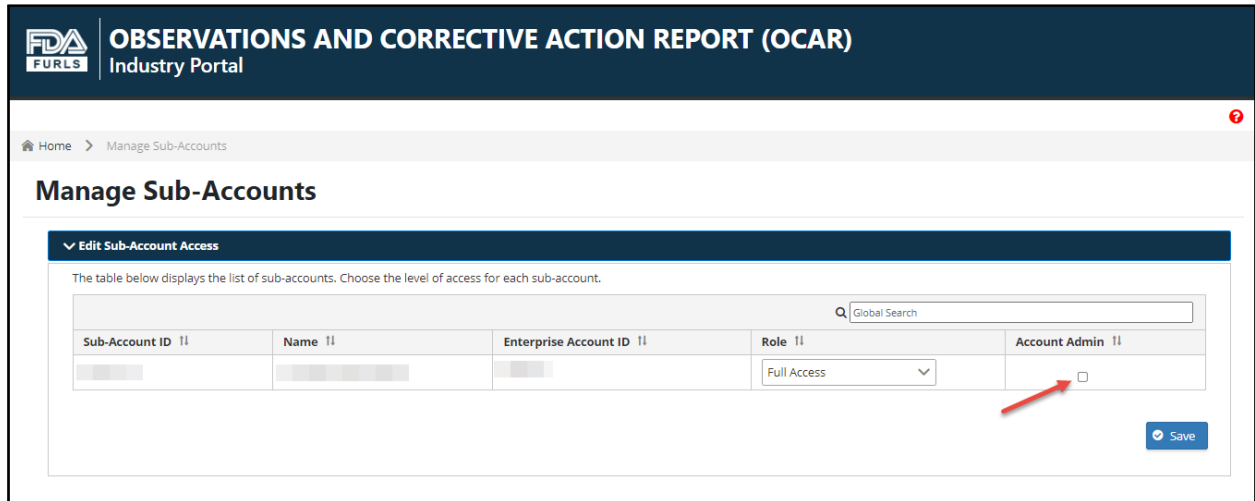 FDA
FURLS
OBSERVATIONS AND CORRECTIVE ACTION REPORT (OCAR)
Industry Portal
?
Home > Manage Sub-Accounts
Manage Sub-Accounts
Edit Sub-Account Access
The table below displays the list of sub-accounts. Choose the level of access for each sub-account.
Global Search
Sub-Account ID Name Enterprise Account ID Role Account Admin
Full Access
Save